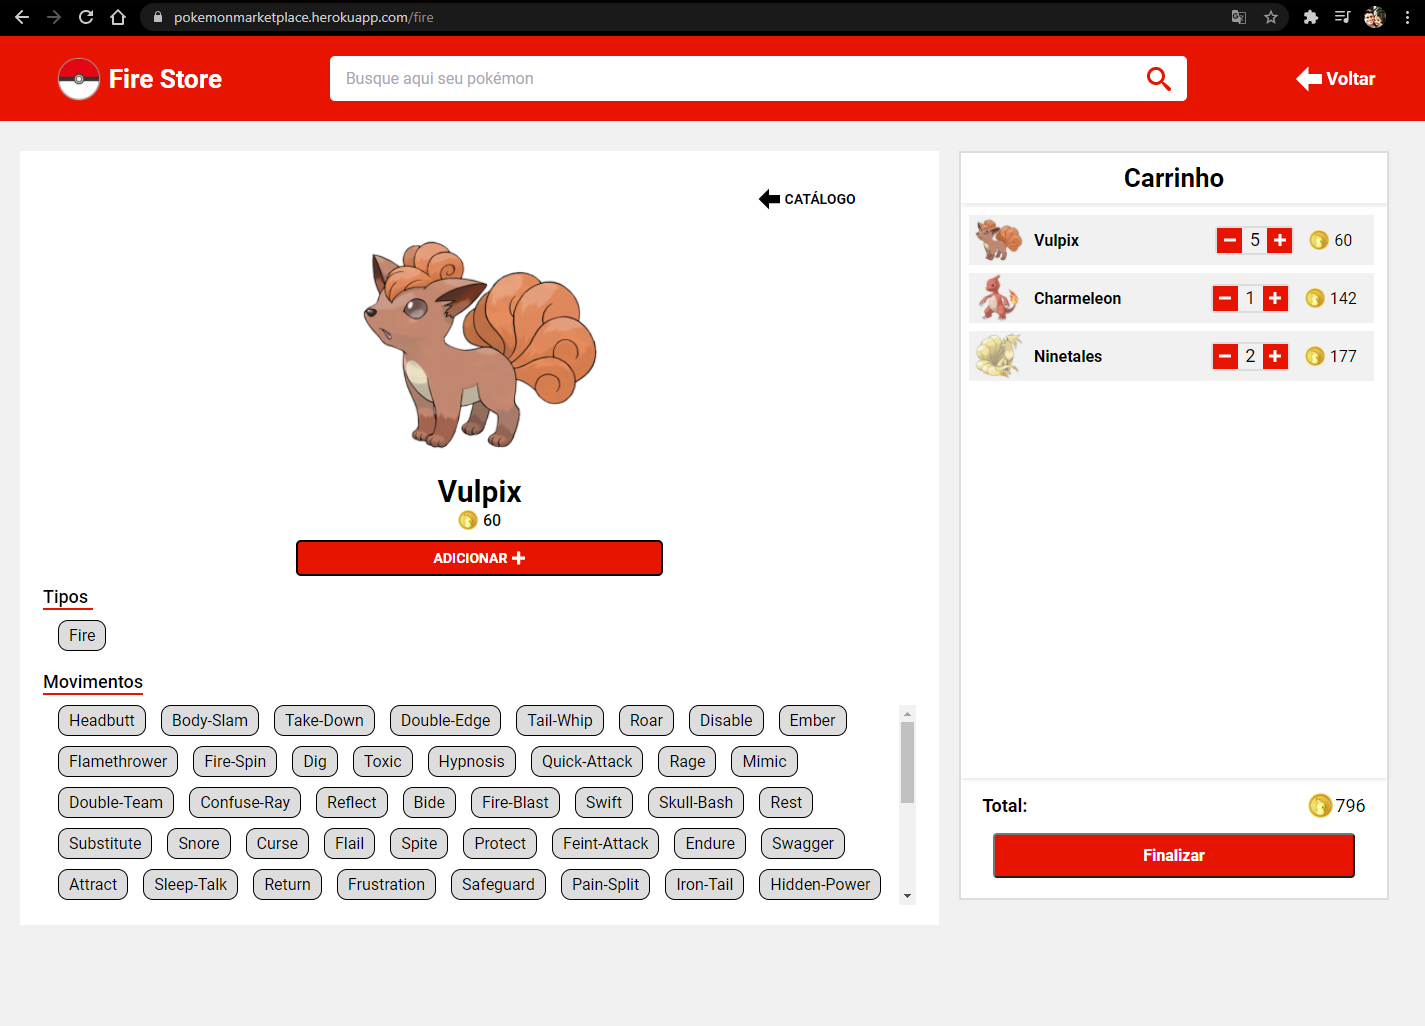 pokemonmarketplace.herokuapp.com/fire
Fire Store
Busque aqui seu pokémon
Voltar
CATÁLOGO
Vulpix
60
ADICIONAR
Tipos
Fire
Movimentos
Headbutt Body-Slam Take-Down Double-Edge Tail-Whip Roar Disable Ember
Flamethrower Fire-Spin Dig Toxic Hypnosis Quick-Attack Rage Mimic
Double-Team Confuse-Ray Reflect Bide Fire-Blast Swift Skull-Bash Rest
Substitute Snore Curse Flail Spite Protect Feint-Attack Endure Swagger
Attract Sleep-Talk Return Frustration Safeguard Pain-Split Iron-Tail Hidden-Power
Carrinho
Vulpix 5 60
Charmeleon 1 142
Ninetales 2 177
Total: 796
Finalizar